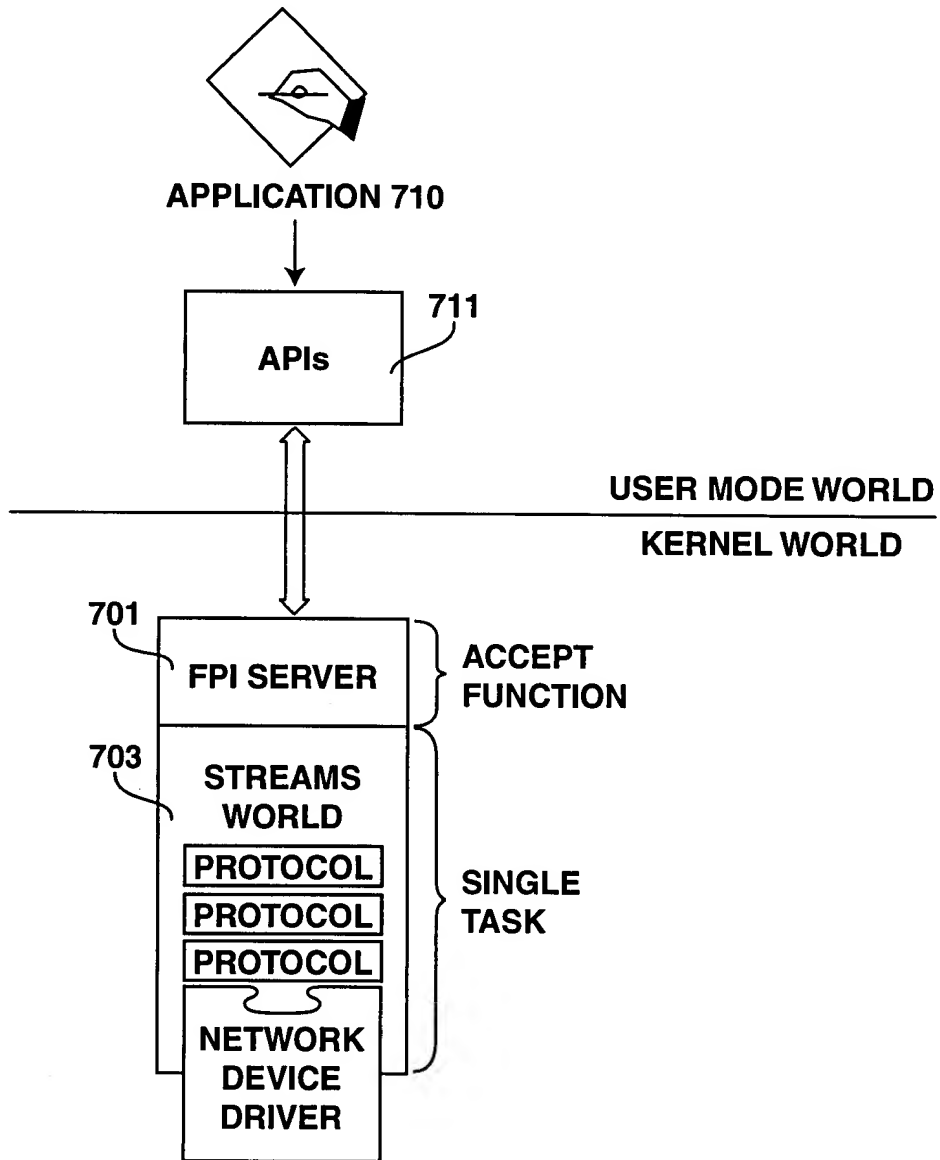 APPLICATION 710
711
APIs
USER MODE WORLD
KERNEL WORLD
701
FPI SERVER
ACCEPT
FUNCTION
703
STREAMS
WORLD
PROTOCOL
PROTOCOL
PROTOCOL
SINGLE
TASK
NETWORK
DEVICE
DRIVER